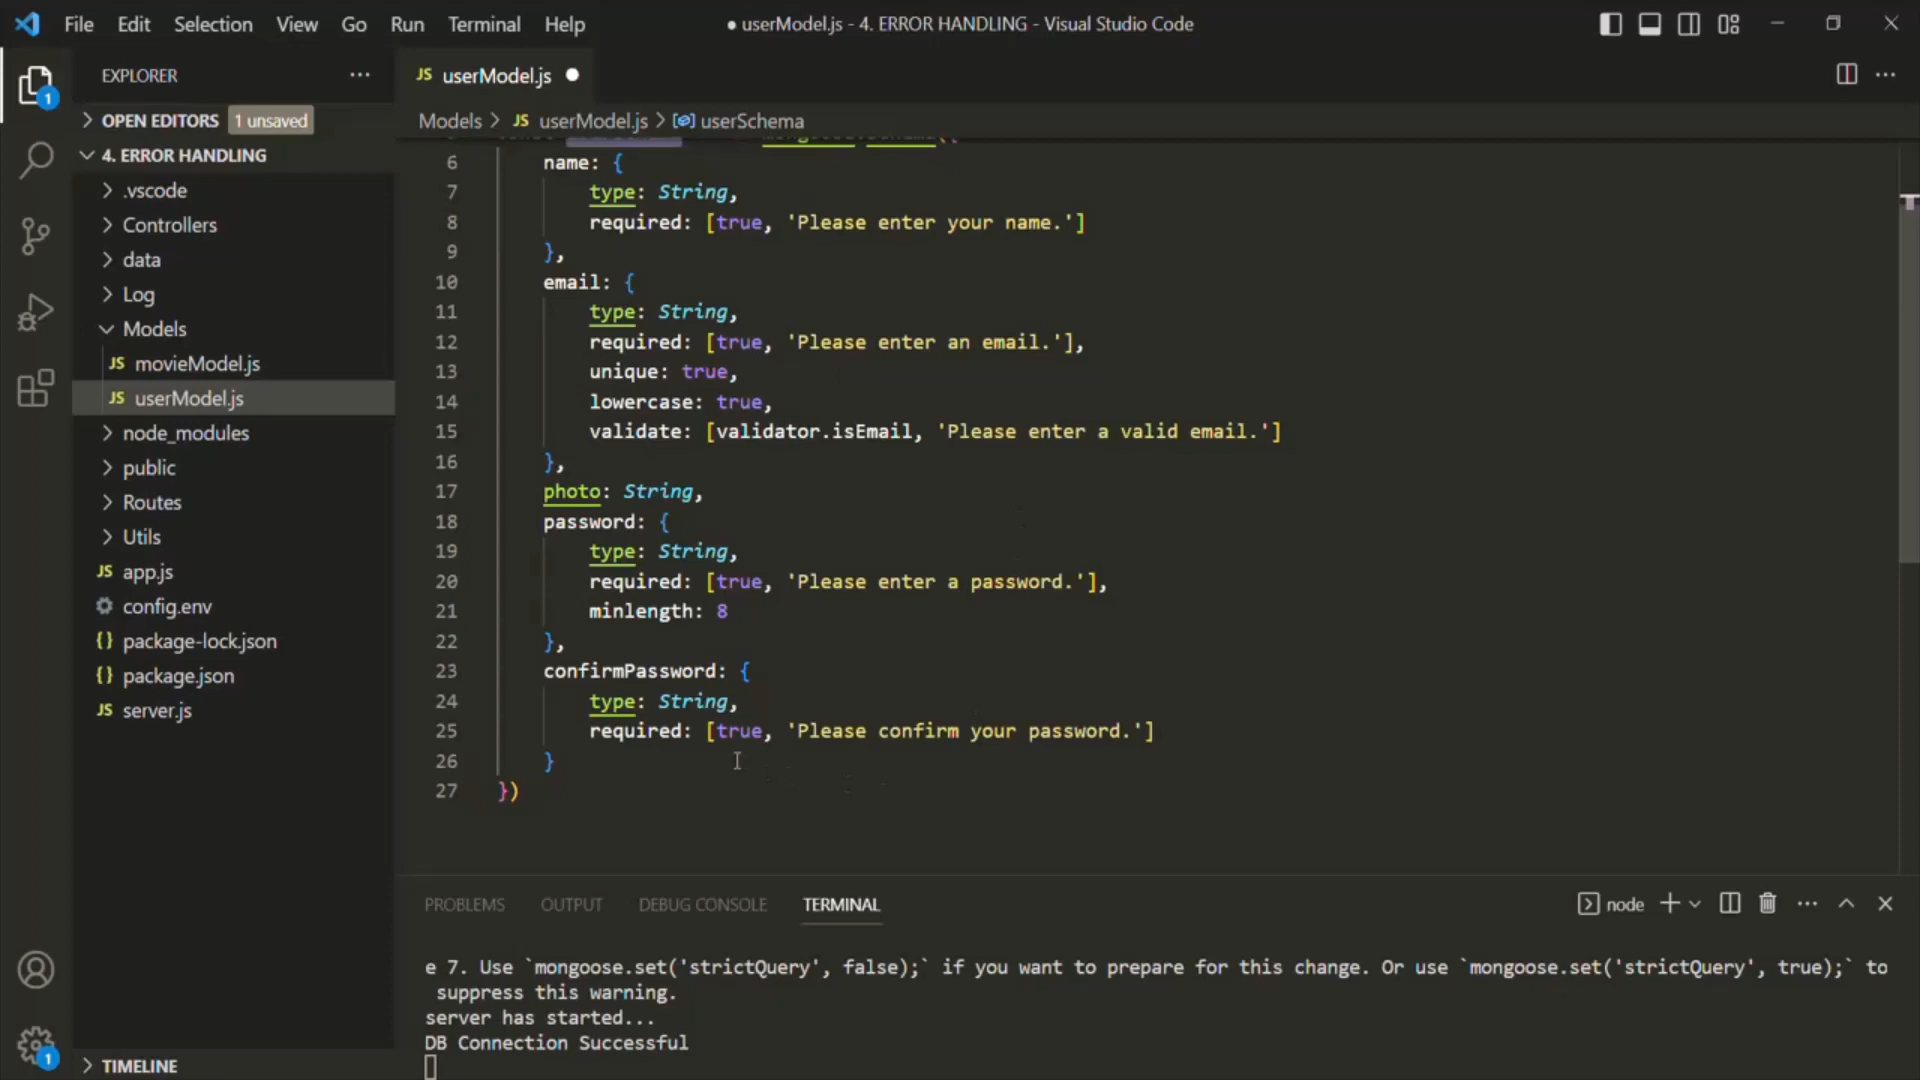 File Edit Selection View Go Run Terminal Help
● userModel.js - 4. ERROR HANDLING - Visual Studio Code
EXPLORER
OPEN EDITORS 1 unsaved
4. ERROR HANDLING
.vscode
Controllers
data
Log
Models
JS movieModel.js
JS userModel.js
node_modules
public
Routes
Utils
JS app.js
config.env
{} package-lock.json
{} package.json
JS server.js
TIMELINE
1
1
JS userModel.js ●
Models > JS userModel.js > userSchema
6 name: {
7 type: String,
8 required: [true, 'Please enter your name.']
9 },
10 email: {
11 type: String,
12 required: [true, 'Please enter an email.'],
13 unique: true,
14 lowercase: true,
15 validate: [validator.isEmail, 'Please enter a valid email.']
16 },
17 photo: String,
18 password: {
19 type: String,
20 required: [true, 'Please enter a password.'],
21 minlength: 8
22 },
23 confirmPassword: {
24 type: String,
25 required: [true, 'Please confirm your password.']
26 }
27 })
PROBLEMS OUTPUT DEBUG CONSOLE TERMINAL
node
e 7. Use `mongoose.set('strictQuery', false);` if you want to prepare for this change. Or use `mongoose.set('strictQuery', true);` to
suppress this warning.
server has started...
DB Connection Successful